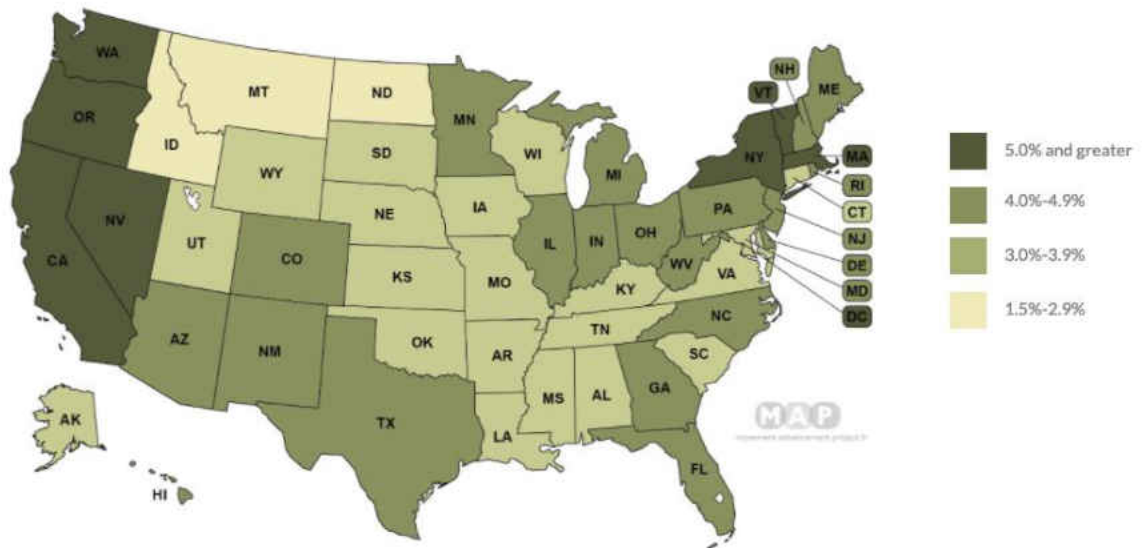 WA
OR
CA
NV
ID
MT
WY
UT
CO
AZ
NM
ND
SD
NE
KS
OK
TX
MN
IA
MO
AR
LA
WI
IL
IN
MI
OH
KY
TN
MS
AL
GA
FL
SC
NC
VA
WV
PA
NY
VT
NH
ME
MA
RI
CT
NJ
DE
MD
DC
AK
HI
5.0% and greater
4.0%-4.9%
3.0%-3.9%
1.5%-2.9%
MAP